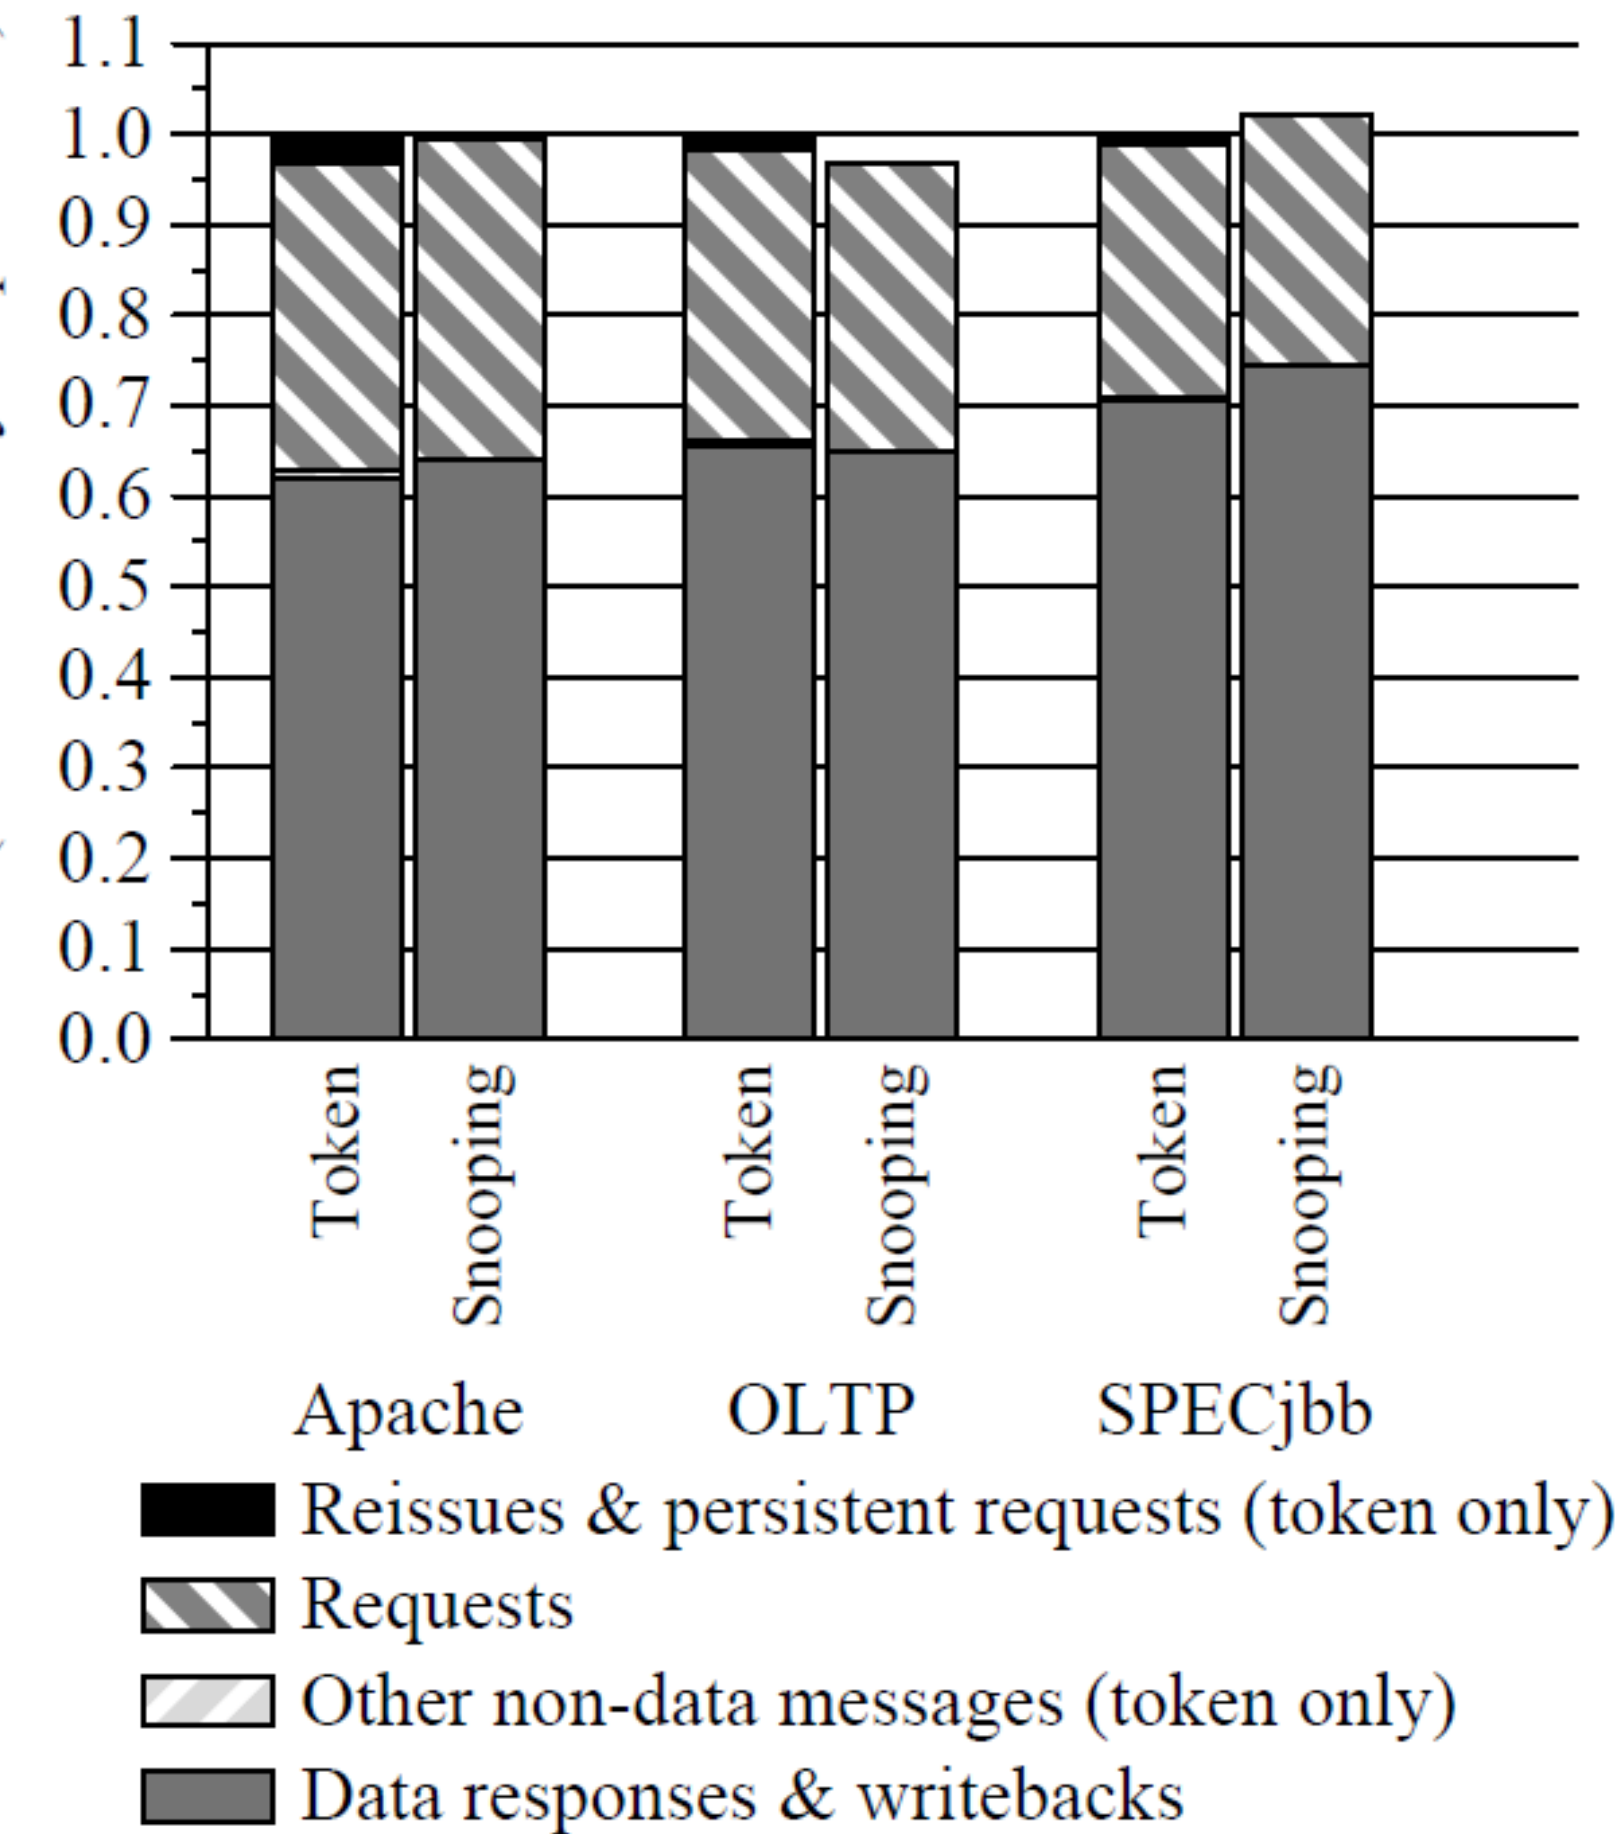 1.1
1.0
0.9
0.8
0.7
0.6
0.5
0.4
0.3
0.2
0.1
0.0
Token
Snooping
Token
Snooping
Token
Snooping
Apache
OLTP
SPECjbb
Reissues & persistent requests (token only)
Requests
Other non-data messages (token only)
Data responses & writebacks